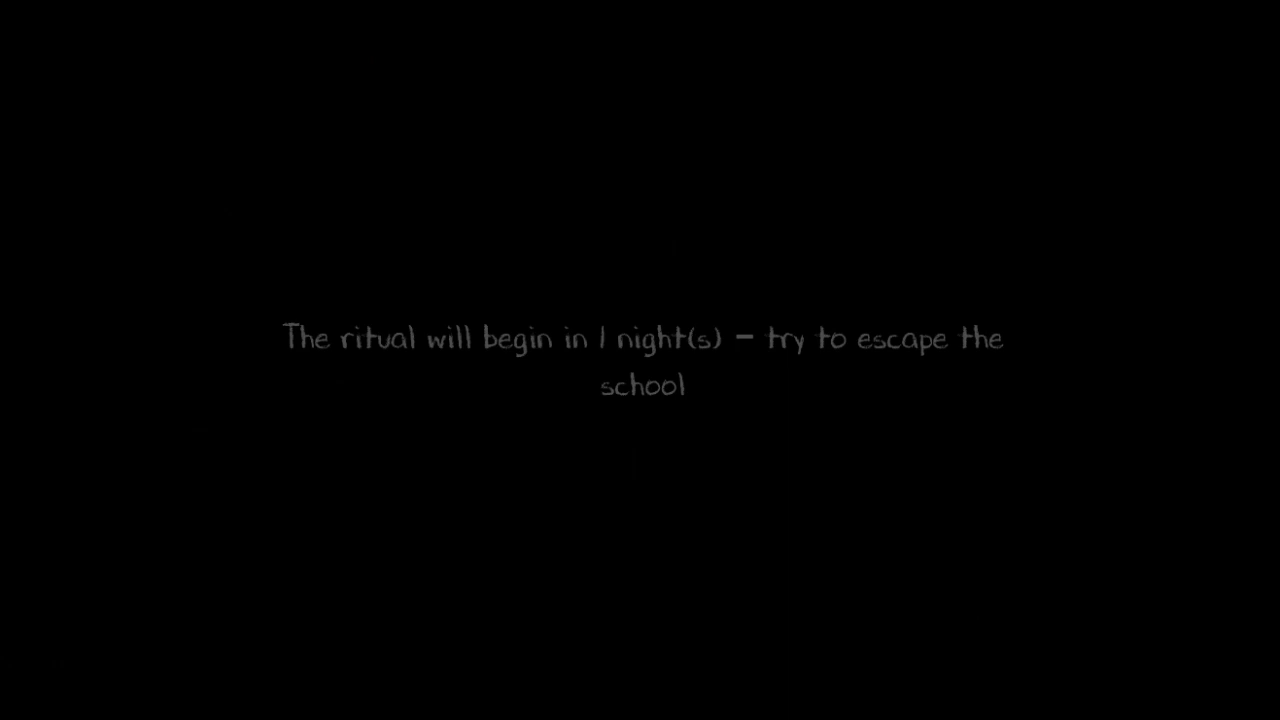 The ritual will begin in 1 night(s) - try to escape the
school